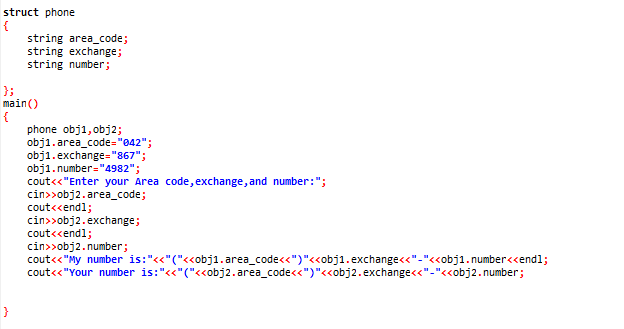 struct phone
{
string area_code;
string exchange;
string number;
};
main()
{
phone obj1,obj2;
obj1.area_code="042";
obj1.exchange="867";
obj1.number="4982";
cout<<"Enter your Area code,exchange,and number:";
cin>>obj2.area_code;
cout<<endl;
cin>>obj2.exchange;
cout<<endl;
cin>>obj2.number;
cout<<"My number is:"<<"("<<obj1.area_code<<")"<<obj1.exchange<<"-"<<obj1.number<<endl;
cout<<"Your number is:"<<"("<<obj2.area_code<<")"<<obj2.exchange<<"-"<<obj2.number;
}